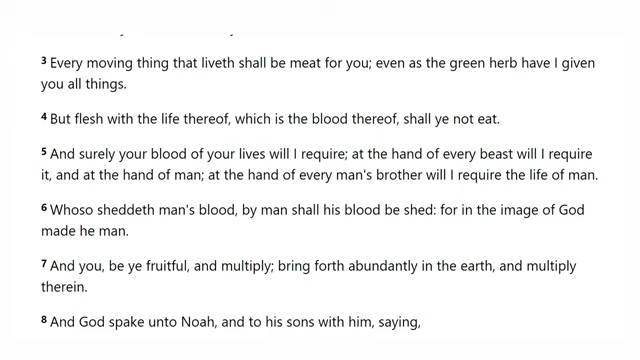 3 Every moving thing that liveth shall be meat for you; even as the green herb have I given
you all things.
4 But flesh with the life thereof, which is the blood thereof, shall ye not eat.
5 And surely your blood of your lives will I require; at the hand of every beast will I require
it, and at the hand of man; at the hand of every man's brother will I require the life of man.
6 Whoso sheddeth man's blood, by man shall his blood be shed: for in the image of God
made he man.
7 And you, be ye fruitful, and multiply; bring forth abundantly in the earth, and multiply
therein.
8 And God spake unto Noah, and to his sons with him, saying,